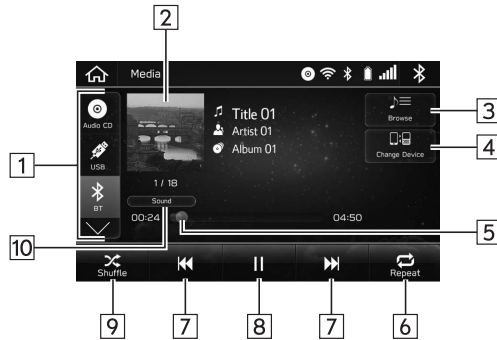 2
Media
Title 01
Artist 01
Album 01
Audio CD
USB
BT
1 / 18
Sound
00:24
04:50
Browse
Change Device
3
4
1
10
5
Shuffle
Repeat
9
7
8
7
6